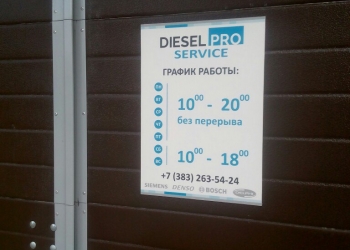 DIESEL PRO
SERVICE
ГРАФИК РАБОТЫ:
10⁰⁰ - 20⁰⁰
без перерыва
10⁰⁰ - 18⁰⁰
+7 (383) 263-54-24
SIEMENS DENSO BOSCH